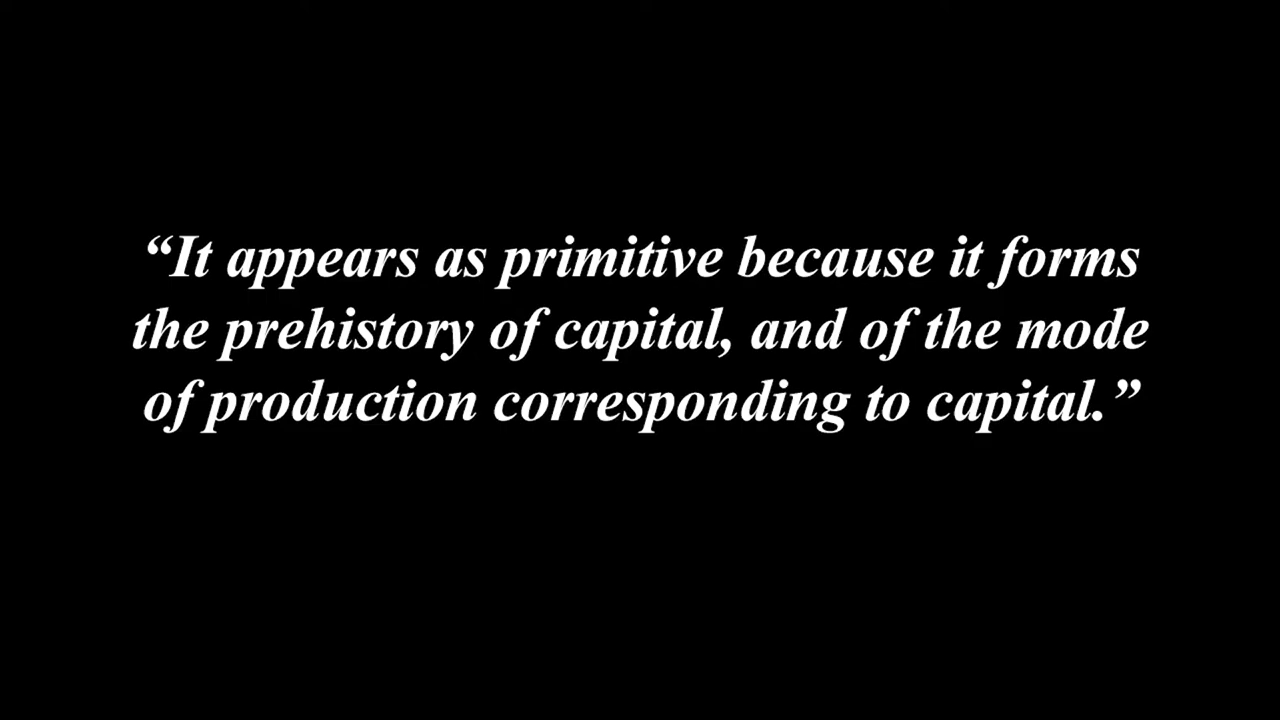 “It appears as primitive because it forms
the prehistory of capital, and of the mode
of production corresponding to capital.”